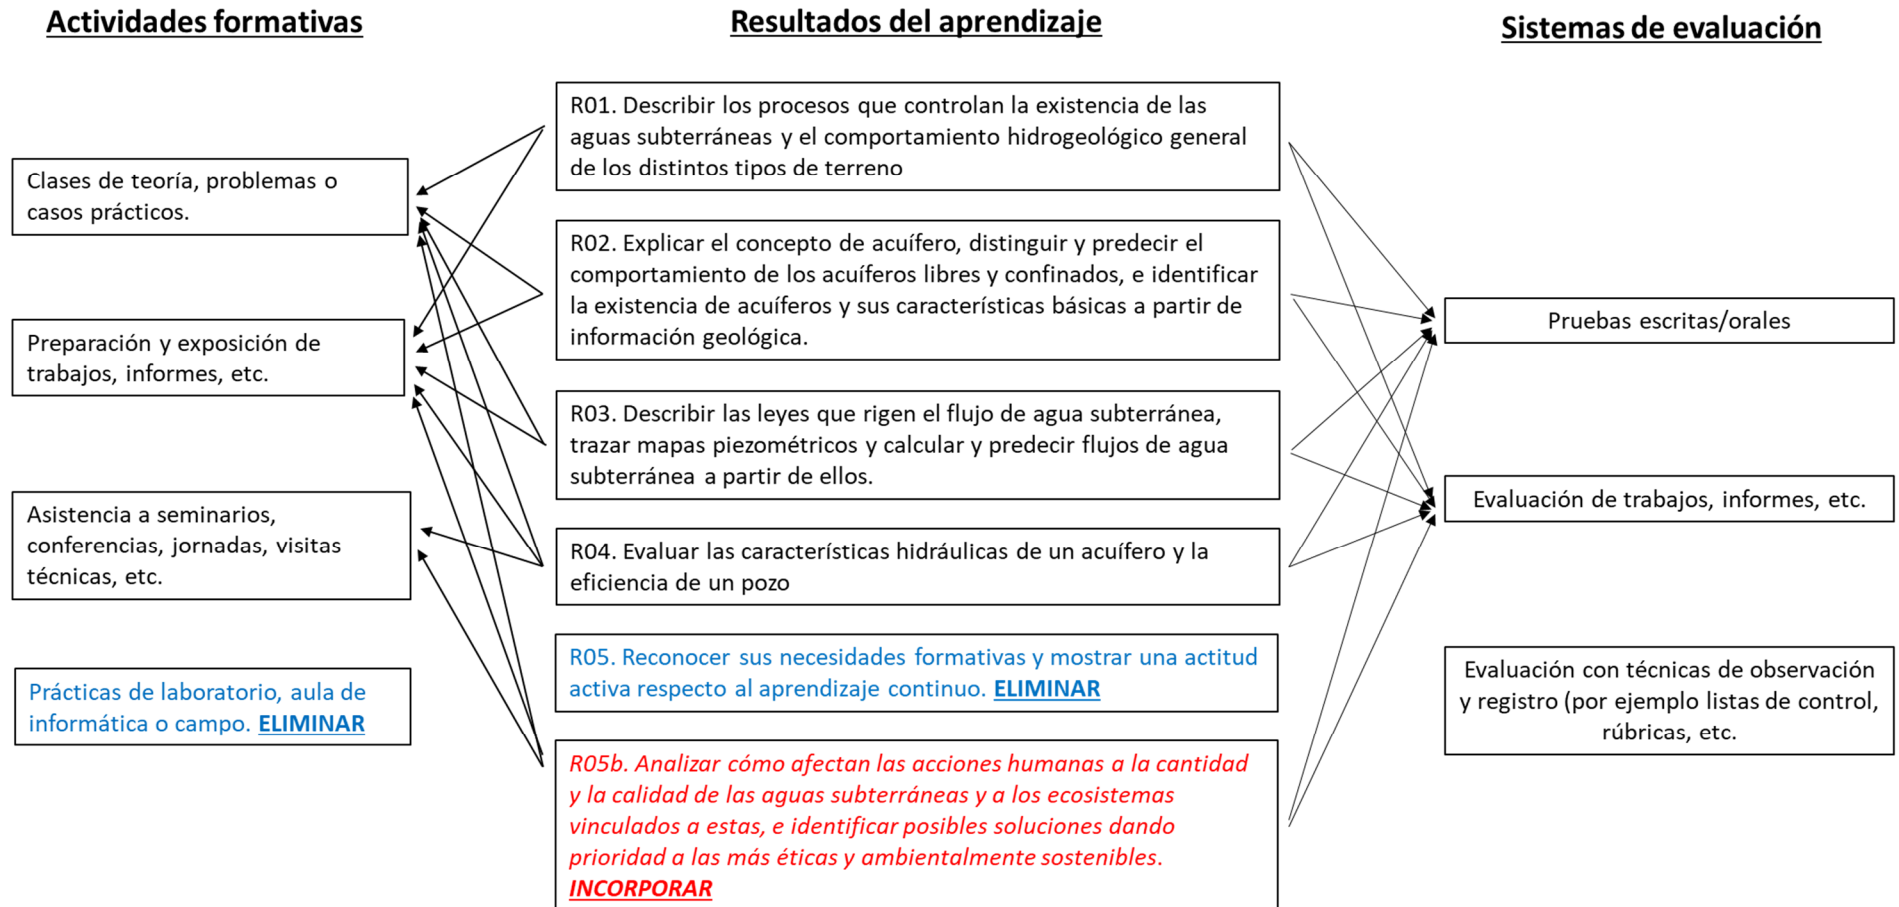 Actividades formativas
Resultados del aprendizaje
Sistemas de evaluación
Clases de teoría, problemas o
casos prácticos.
Preparación y exposición de
trabajos, informes, etc.
Asistencia a seminarios,
conferencias, jornadas, visitas
técnicas, etc.
Prácticas de laboratorio, aula de
informática o campo. ELIMINAR
R01. Describir los procesos que controlan la existencia de las
aguas subterráneas y el comportamiento hidrogeológico general
de los distintos tipos de terreno
R02. Explicar el concepto de acuífero, distinguir y predecir el
comportamiento de los acuíferos libres y confinados, e identificar
la existencia de acuíferos y sus características básicas a partir de
información geológica.
R03. Describir las leyes que rigen el flujo de agua subterránea,
trazar mapas piezométricos y calcular y predecir flujos de agua
subterránea a partir de ellos.
R04. Evaluar las características hidráulicas de un acuífero y la
eficiencia de un pozo
R05. Reconocer sus necesidades formativas y mostrar una actitud
activa respecto al aprendizaje continuo. ELIMINAR
R05b. Analizar cómo afectan las acciones humanas a la cantidad
y la calidad de las aguas subterráneas y a los ecosistemas
vinculados a estas, e identificar posibles soluciones dando
prioridad a las más éticas y ambientalmente sostenibles.
INCORPORAR
Pruebas escritas/orales
Evaluación de trabajos, informes, etc.
Evaluación con técnicas de observación
y registro (por ejemplo listas de control,
rúbricas, etc.